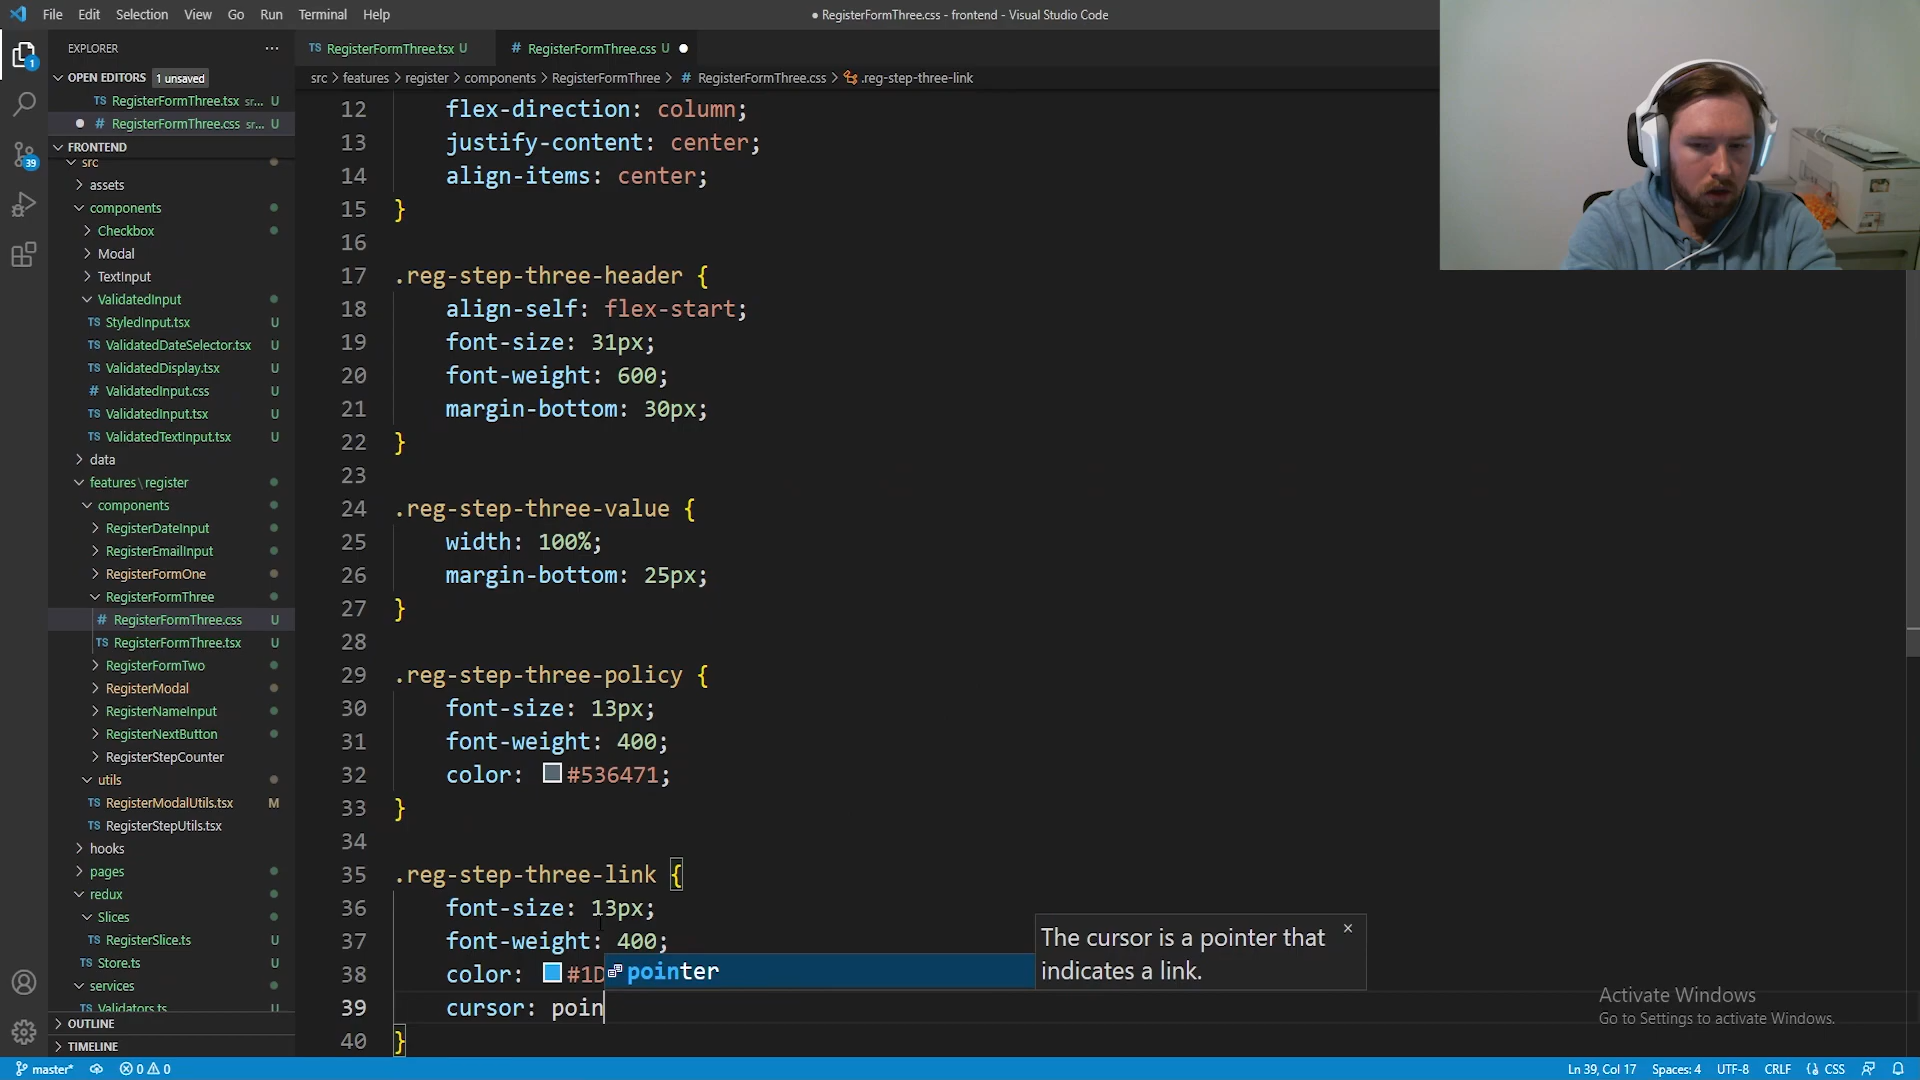 File Edit Selection View Go Run Terminal Help
● RegisterFormThree.css - frontend - Visual Studio Code
EXPLORER
OPEN EDITORS 1 unsaved
TS RegisterFormThree.tsx sr... U
● # RegisterFormThree.css sr... U
FRONTEND
src
assets
components
Checkbox
Modal
TextInput
ValidatedInput
TS StyledInput.tsx U
TS ValidatedDateSelector.tsx U
TS ValidatedDisplay.tsx U
# ValidatedInput.css U
TS ValidatedInput.tsx U
TS ValidatedTextInput.tsx U
data
features\register
components
RegisterDateInput
RegisterEmailInput
RegisterFormOne
RegisterFormThree
# RegisterFormThree.css U
TS RegisterFormThree.tsx U
RegisterFormTwo
RegisterModal
RegisterNameInput
RegisterNextButton
RegisterStepCounter
utils
TS RegisterModalUtils.tsx M
TS RegisterStepUtils.tsx
hooks
pages
redux
Slices
TS RegisterSlice.ts U
TS Store.ts U
services
TS Validators.ts U
OUTLINE
TIMELINE
1
39
TS RegisterFormThree.tsx U
# RegisterFormThree.css U ●
src > features > register > components > RegisterFormThree > # RegisterFormThree.css > .reg-step-three-link
12 flex-direction: column;
13 justify-content: center;
14 align-items: center;
15 }
16
17 .reg-step-three-header {
18 align-self: flex-start;
19 font-size: 31px;
20 font-weight: 600;
21 margin-bottom: 30px;
22 }
23
24 .reg-step-three-value {
25 width: 100%;
26 margin-bottom: 25px;
27 }
28
29 .reg-step-three-policy {
30 font-size: 13px;
31 font-weight: 400;
32 color: #536471;
33 }
34
35 .reg-step-three-link {
36 font-size: 13px;
37 font-weight: 400;
38 color: #1D
39 cursor: poin
40 }
pointer
The cursor is a pointer that
indicates a link.
Activate Windows
Go to Settings to activate Windows.
master* 0 0 Ln 39, Col 17 Spaces: 4 UTF-8 CRLF {} CSS